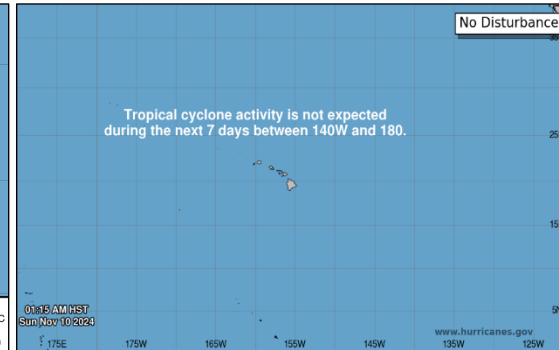 No Disturbance
Tropical cyclone activity is not expected
during the next 7 days between 140W and 180.
25
15
5N
01:15 AM HST
Sun Nov 10 2024
www.hurricanes.gov
175E
175W
165W
155W
145W
135W
125W